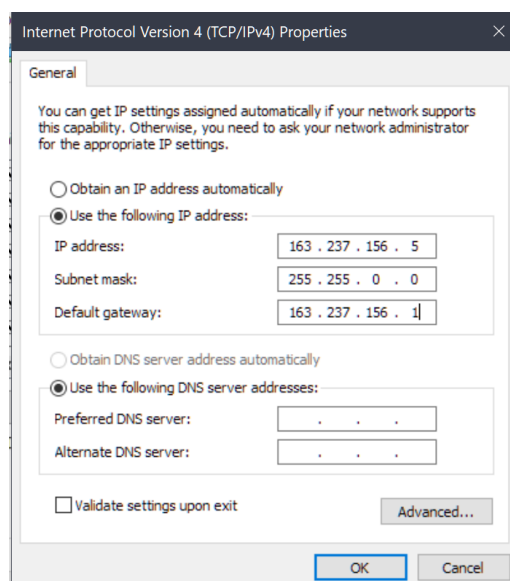 Internet Protocol Version 4 (TCP/IPv4) Properties
General
You can get IP settings assigned automatically if your network supports
this capability. Otherwise, you need to ask your network administrator
for the appropriate IP settings.
Obtain an IP address automatically
Use the following IP address:
IP address: 163 . 237 . 156 . 5
Subnet mask: 255 . 255 . 0 . 0
Default gateway: 163 . 237 . 156 . 1
Obtain DNS server address automatically
Use the following DNS server addresses:
Preferred DNS server: . . .
Alternate DNS server: . . .
Validate settings upon exit
Advanced...
OK Cancel